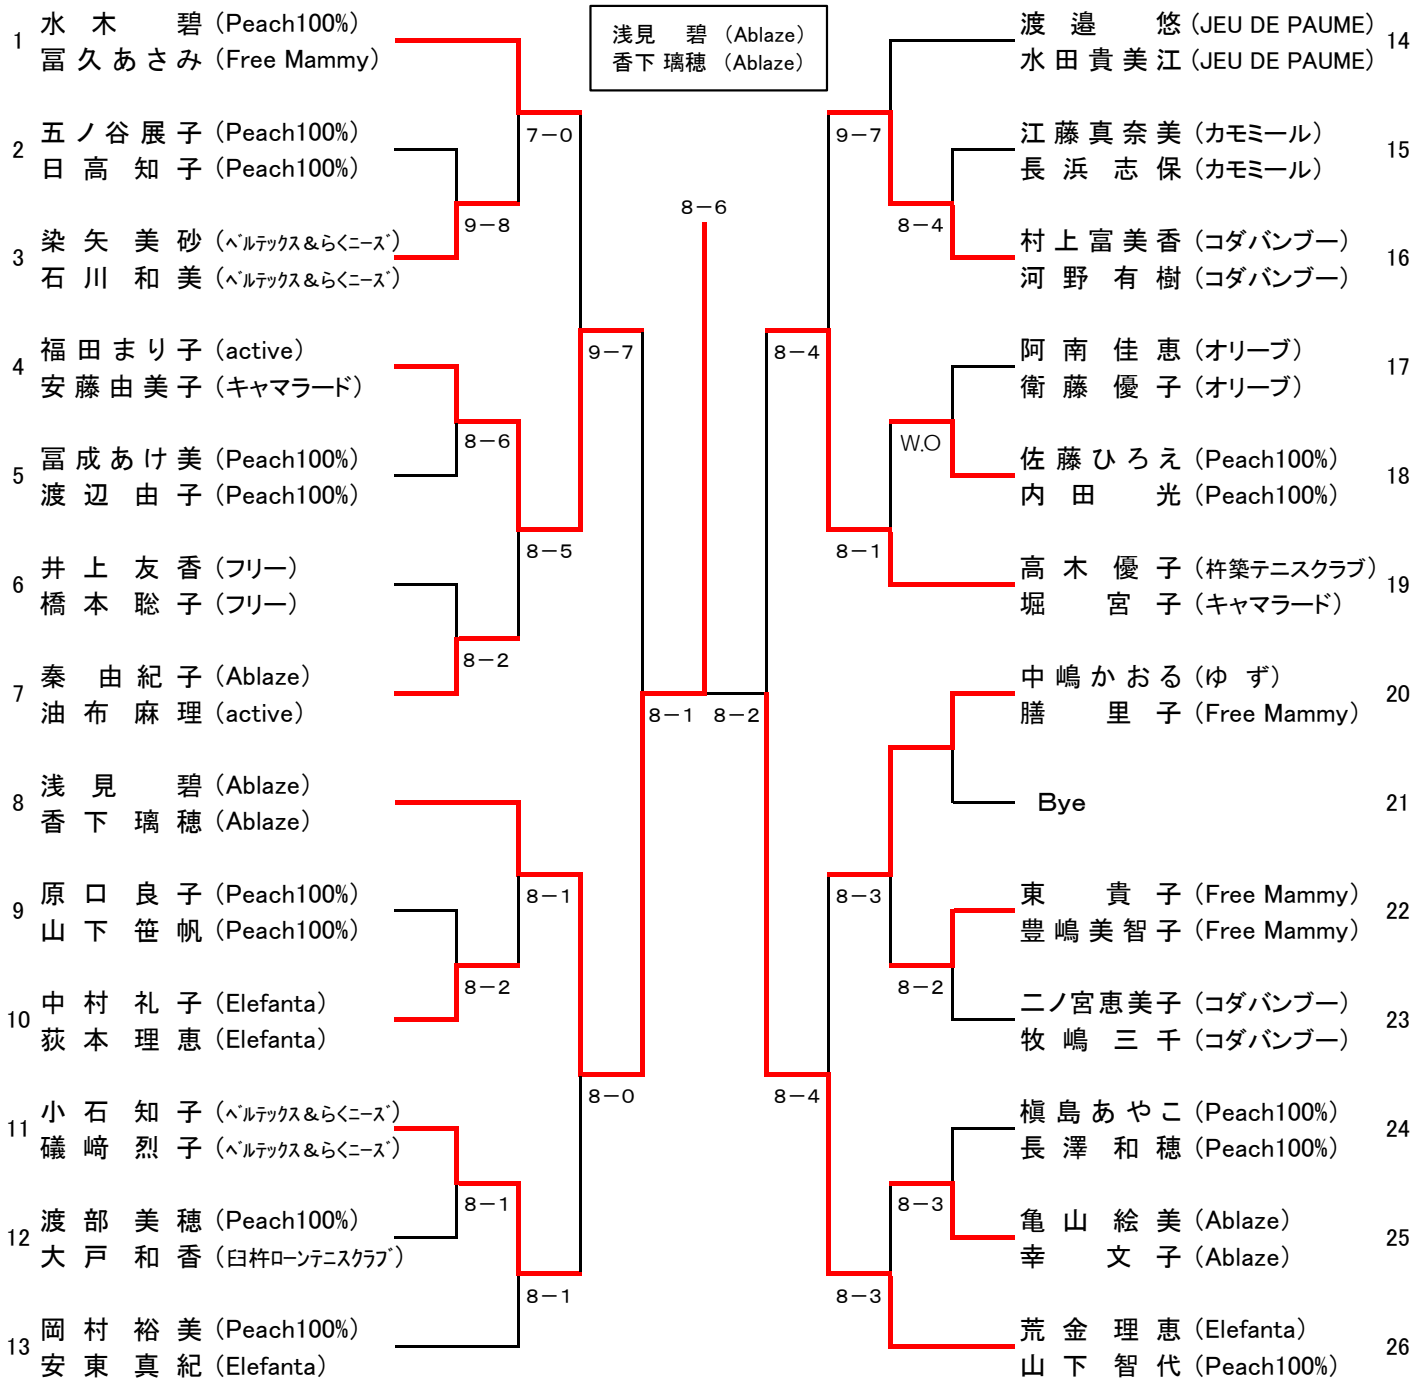 浅見 碧 (Ablaze)
香下 璃穂 (Ablaze)
1
水木 碧 (Peach100%)
冨久あさみ (Free Mammy)
2
五ノ谷展子 (Peach100%)
日高知子 (Peach100%)
3
染矢美砂 (ベルテックス&らくニーズ)
石川和美 (ベルテックス&らくニーズ)
4
福田まり子 (active)
安藤由美子 (キャマラード)
5
冨成あけ美 (Peach100%)
渡辺由子 (Peach100%)
6
井上友香 (フリー)
橋本聡子 (フリー)
7
秦由紀子 (Ablaze)
油布麻理 (active)
8
浅見 碧 (Ablaze)
香下璃穂 (Ablaze)
9
原口良子 (Peach100%)
山下笹帆 (Peach100%)
10
中村礼子 (Elefanta)
荻本理恵 (Elefanta)
11
小石知子 (ベルテックス&らくニーズ)
礒﨑烈子 (ベルテックス&らくニーズ)
12
渡部美穂 (Peach100%)
大戸和香 (臼杵ローンテニスクラブ)
13
岡村裕美 (Peach100%)
安東真紀 (Elefanta)
7-0
9-8
9-7
8-6
8-5
8-2
8-1
8-2
8-0
8-1
8-1
8-6
8-1
8-2
9-7
8-4
8-4
W.O
8-1
8-3
8-2
8-4
8-3
8-3
渡邉 悠 (JEU DE PAUME)
水田貴美江 (JEU DE PAUME)
14
江藤真奈美 (カモミール)
長浜志保 (カモミール)
15
村上富美香 (コダバンブー)
河野有樹 (コダバンブー)
16
阿南佳恵 (オリーブ)
衛藤優子 (オリーブ)
17
佐藤ひろえ (Peach100%)
内田 光 (Peach100%)
18
高木優子 (杵築テニスクラブ)
堀 宮子 (キャマラード)
19
中嶋かおる (ゆ ず)
膳 里子 (Free Mammy)
20
Bye
21
東 貴子 (Free Mammy)
豊嶋美智子 (Free Mammy)
22
二ノ宮恵美子 (コダバンブー)
牧嶋三千 (コダバンブー)
23
槇島あやこ (Peach100%)
長澤和穂 (Peach100%)
24
亀山絵美 (Ablaze)
幸 文子 (Ablaze)
25
荒金理恵 (Elefanta)
山下智代 (Peach100%)
26